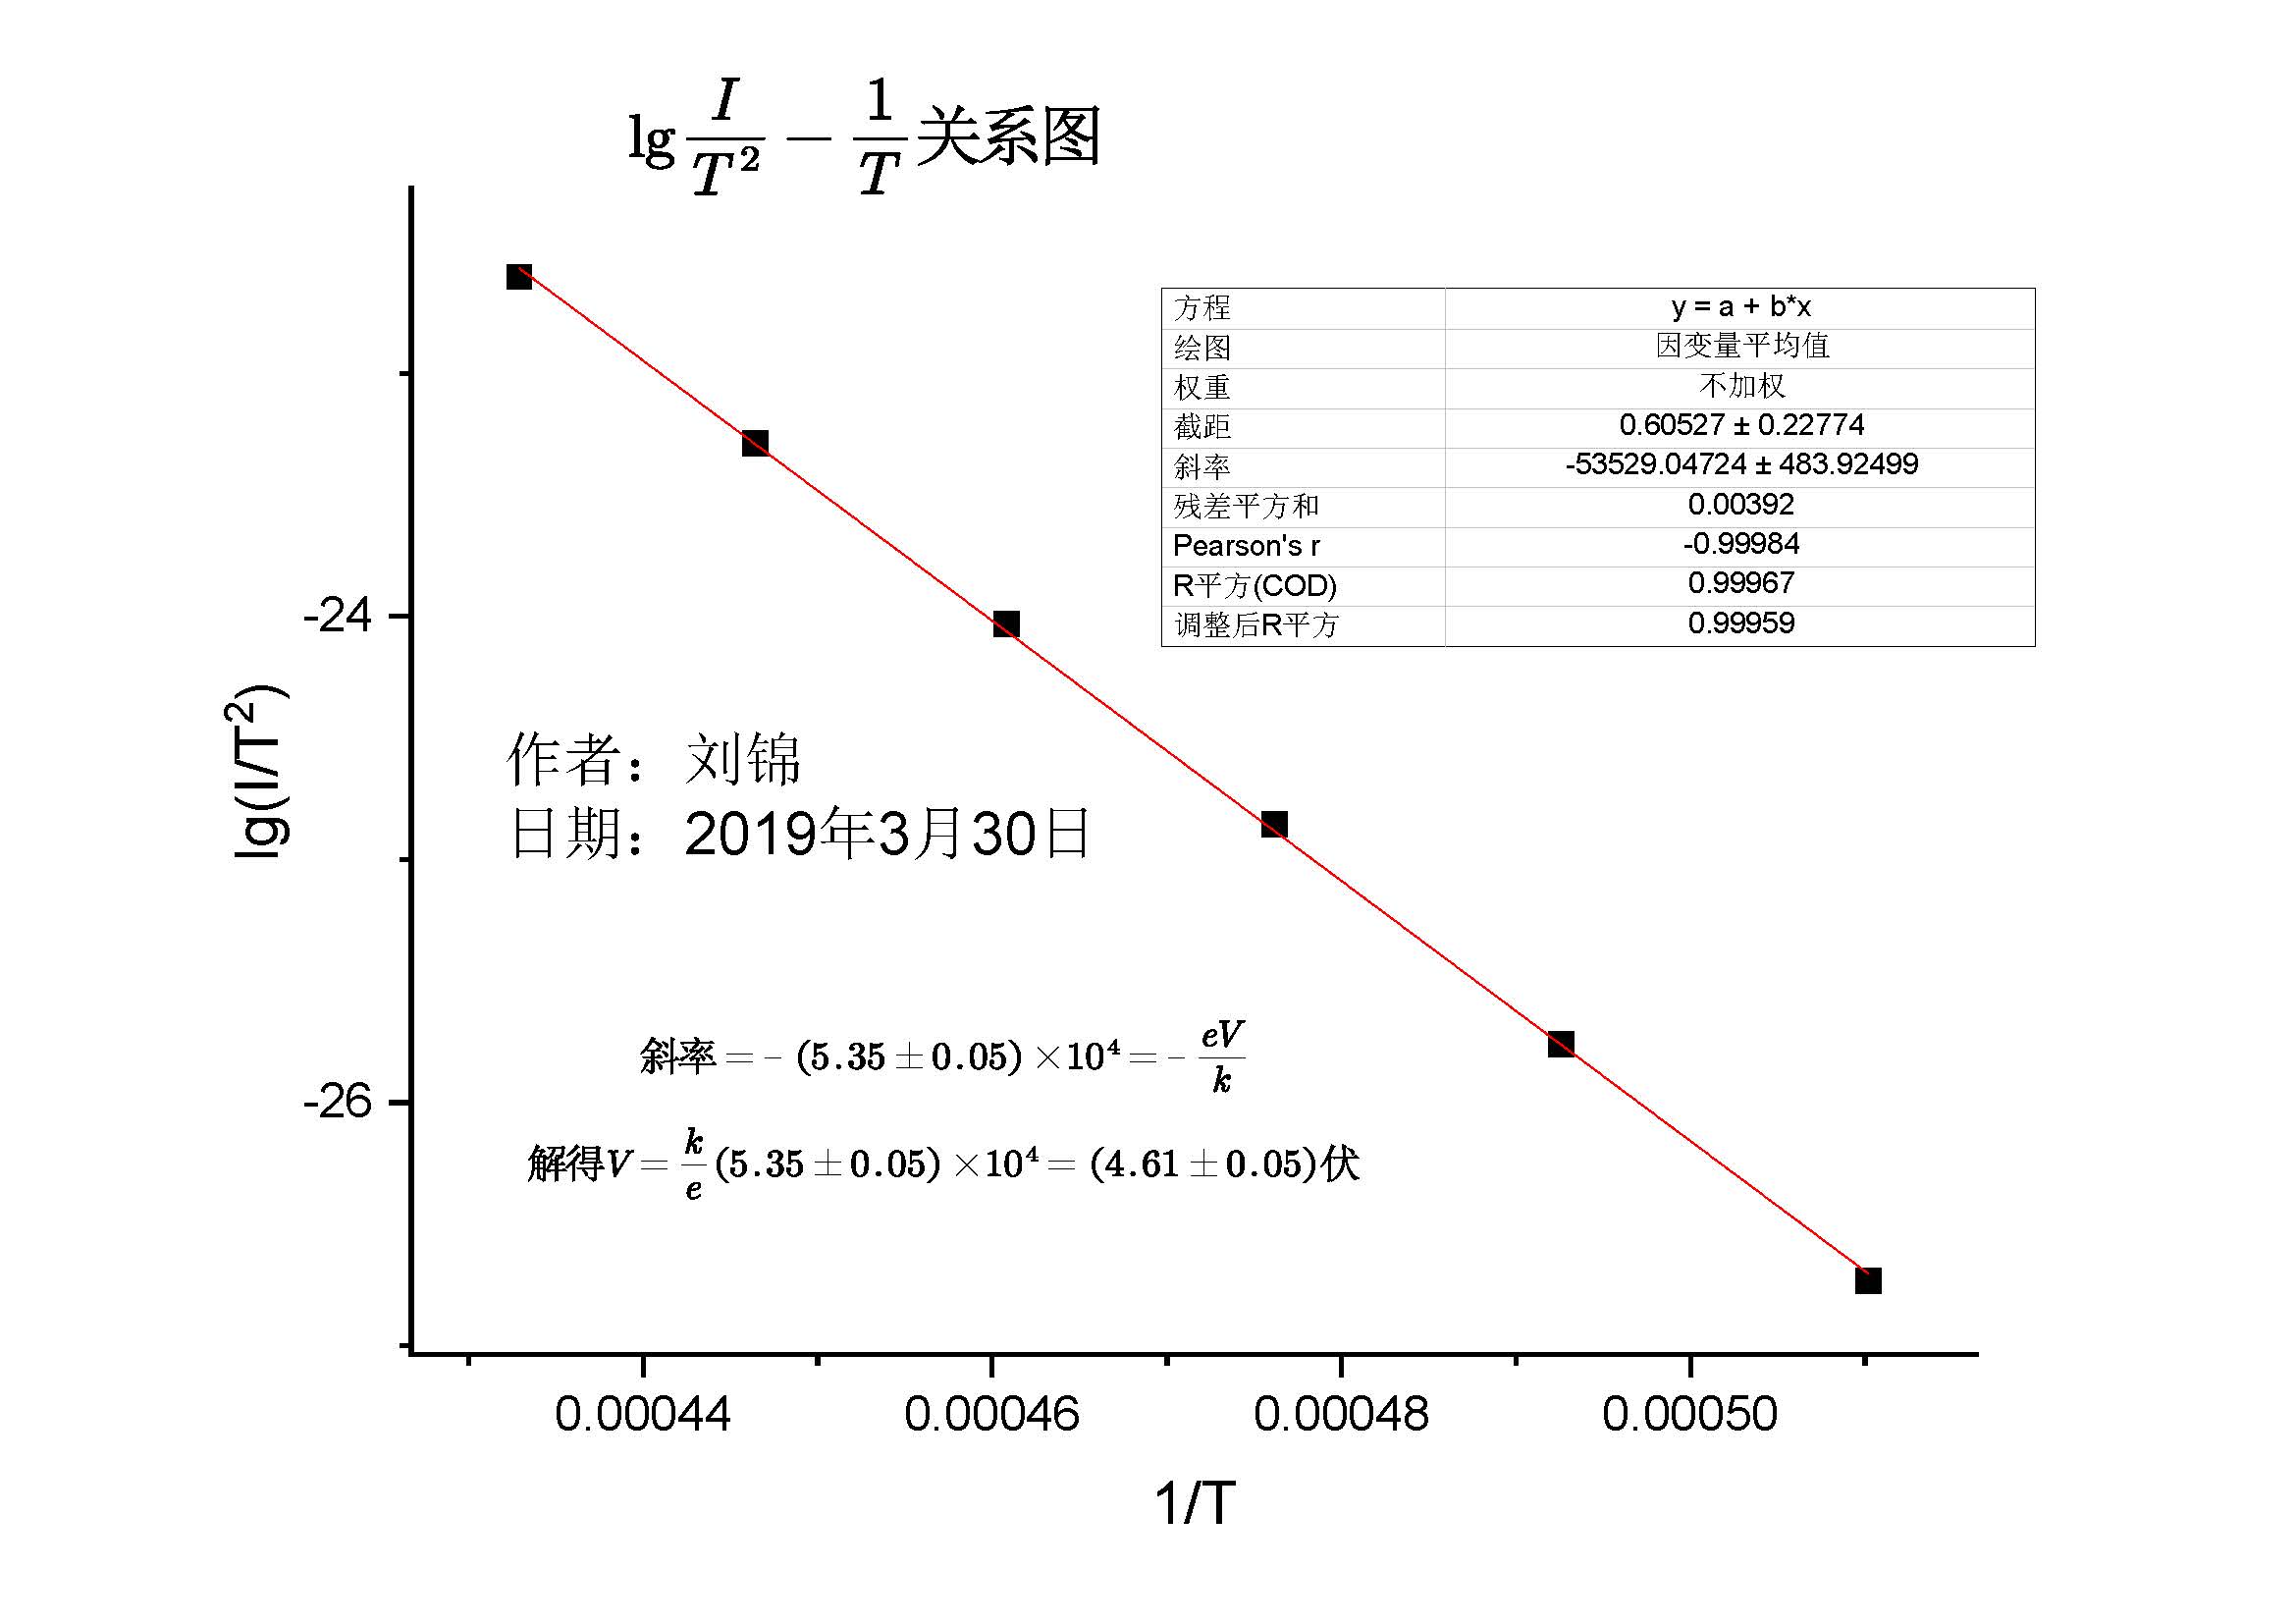 lg I/T² − 1/T 关系图
方程 y = a + b*x
绘图 因变量平均值
权重 不加权
截距 0.60527 ± 0.22774
斜率 -53529.04724 ± 483.92499
残差平方和 0.00392
Pearson's r -0.99984
R平方(COD) 0.99967
调整后R平方 0.99959
-24
lg(I/T²)
作者：刘锦
日期：2019年3月30日
斜率 = – (5.35 ± 0.05) ×10⁴ = – eV/k
-26
解得V = k/e (5.35 ± 0.05) ×10⁴ = (4.61 ± 0.05)伏
0.00044 0.00046 0.00048 0.00050
1/T